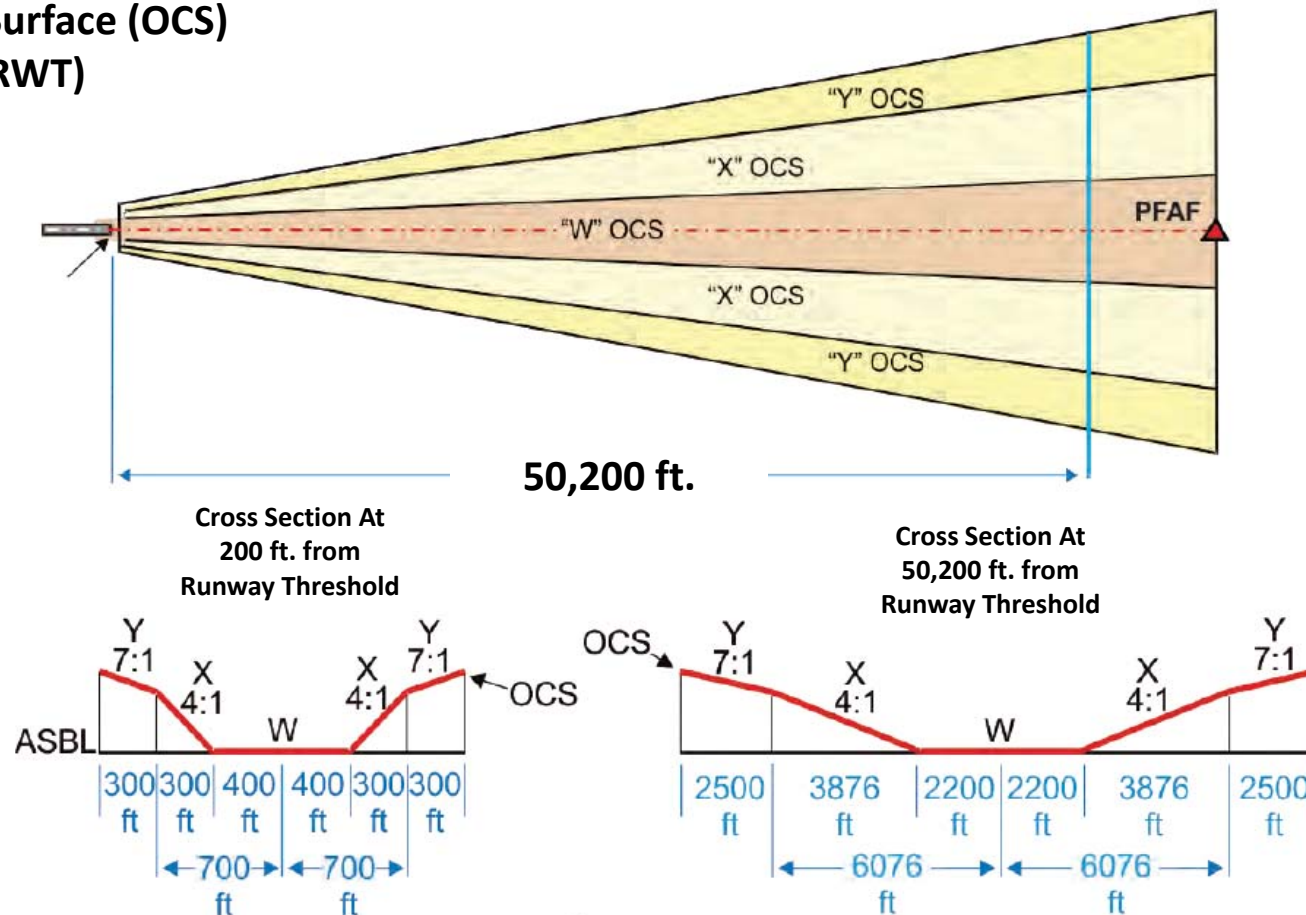 Surface (OCS)
RWT)
"Y" OCS
"X" OCS
PFAF
"W" OCS
"X" OCS
"Y" OCS
50,200 ft.
Cross Section At
200 ft. from
Runway Threshold
Cross Section At
50,200 ft. from
Runway Threshold
Y
7:1
X
4:1
W
X
4:1
Y
7:1
OCS
ASBL
300 300 400 400 300 300
ft ft ft ft ft ft
700 700
ft ft
OCS
Y
7:1
X
4:1
W
X
4:1
Y
7:1
2500 3876 2200 2200 3876 2500
ft ft ft ft ft ft
6076 6076
ft ft